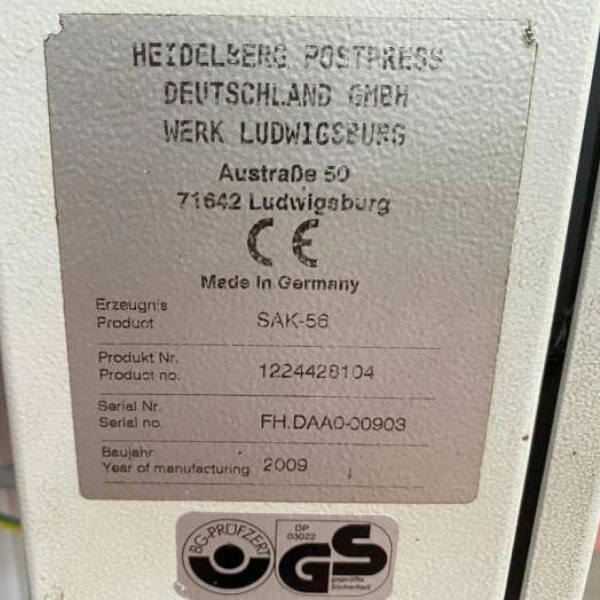 HEIDELBERG POSTPRESS
DEUTSCHLAND GMBH
WERK LUDWIGSBURG
Austraße 50
71642 Ludwigsburg
CE
Made in Germany
Erzeugnis
Product SAK-56
Produkt Nr.
Product no. 1224428104
Serial Nr.
Serial no. FH.DAA0-00903
Baujahr
Year of manufacturing 2009
BG-PRÜFZERT
DP
03022
GS
geprüfte
Sicherheit